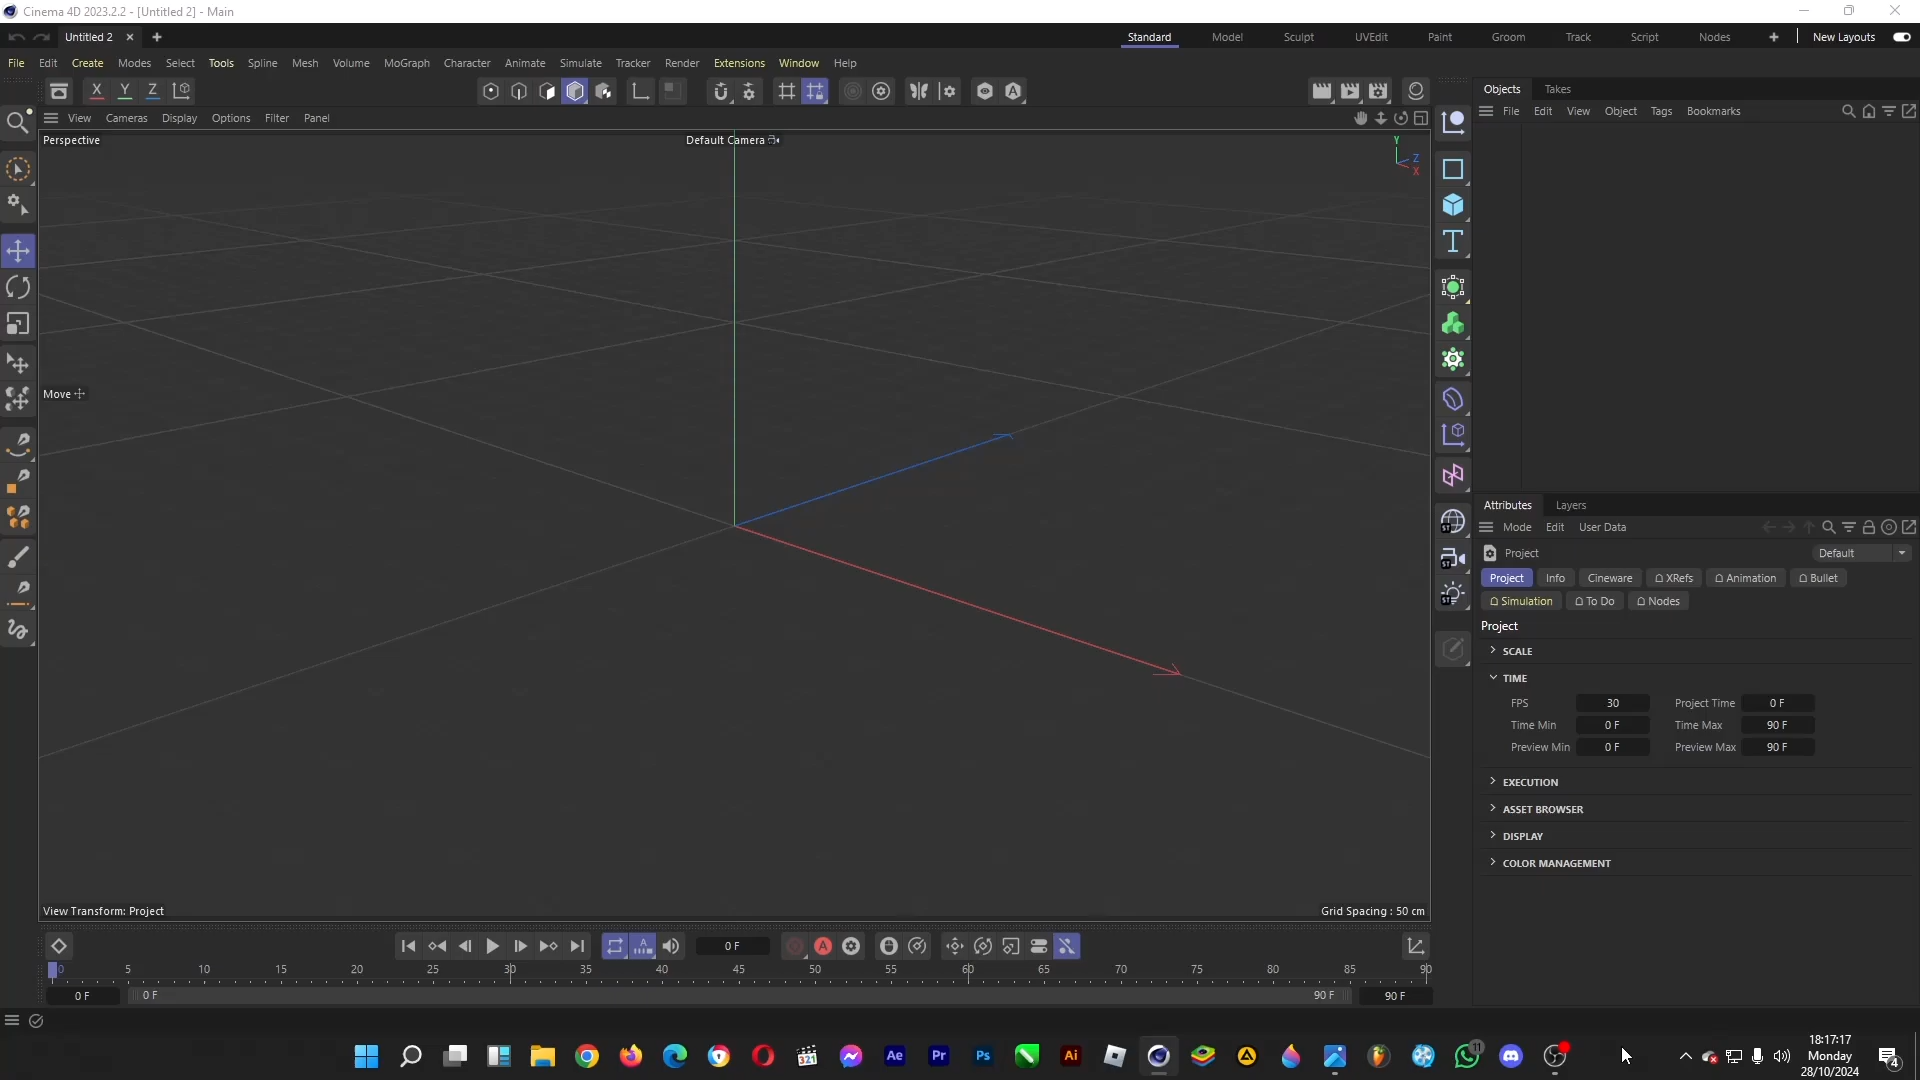 Cinema 4D 2023.2.2 - [Untitled 2] - Main
Untitled 2
Standard Model Sculpt UVEdit Paint Groom Track Script Nodes New Layouts
File Edit Create Modes Select Tools Spline Mesh Volume MoGraph Character Animate Simulate Tracker Render Extensions Window Help
X Y Z
Objects Takes
File Edit View Object Tags Bookmarks
View Cameras Display Options Filter Panel
Perspective
Default Camera
Y
Z
X
Move
View Transform: Project
Grid Spacing : 50 cm
ST
ST
ST
Attributes Layers
Mode Edit User Data
Project Default
Project Info Cineware XRefs Animation Bullet
Simulation To Do Nodes
Project
SCALE
TIME
FPS 30 Project Time 0 F
Time Min 0 F Time Max 90 F
Preview Min 0 F Preview Max 90 F
EXECUTION
ASSET BROWSER
DISPLAY
COLOR MANAGEMENT
0 F
0 5 10 15 20 25 30 35 40 45 50 55 60 65 70 75 80 85 90
0 F 0 F 90 F 90 F
321 Ae Pr Ps Ai 11
18:17:17
Monday
28/10/2024
4